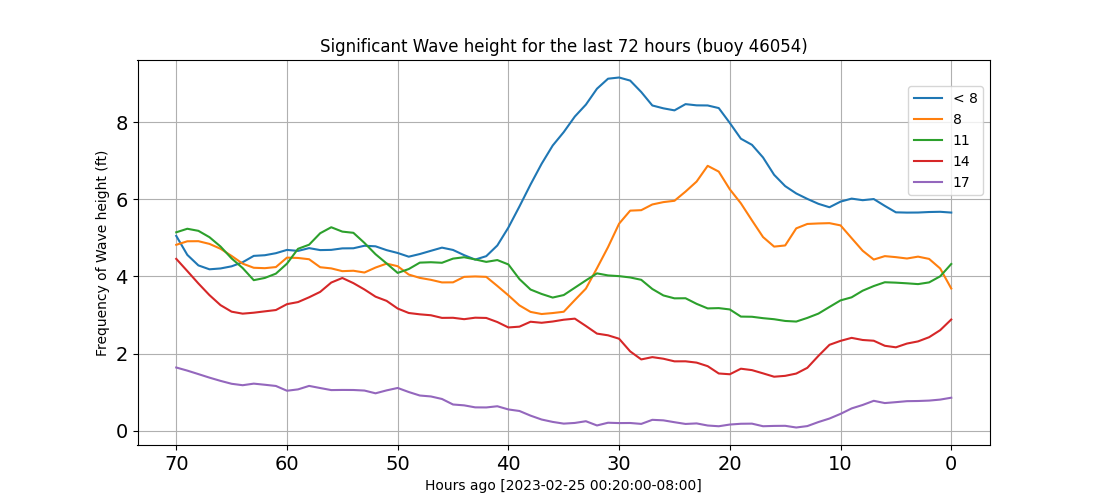 Significant Wave height for the last 72 hours (buoy 46054)
Frequency of Wave height (ft)
8
6
4
2
0
< 8
8
11
14
17
70 60 50 40 30 20 10 0
Hours ago [2023-02-25 00:20:00-08:00]